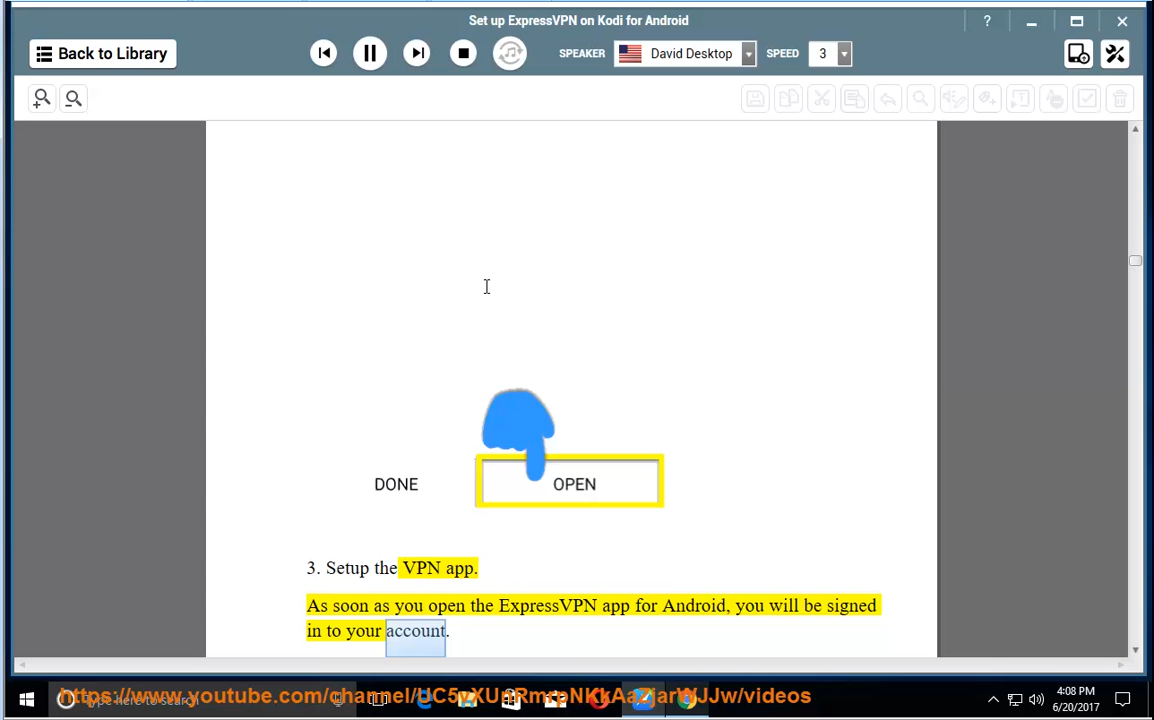 Set up ExpressVPN on Kodi for Android
?
Back to Library
SPEAKER David Desktop SPEED 3
DONE OPEN
3. Setup the VPN app.
As soon as you open the ExpressVPN app for Android, you will be signed
in to your account.
4:08 PM
6/20/2017